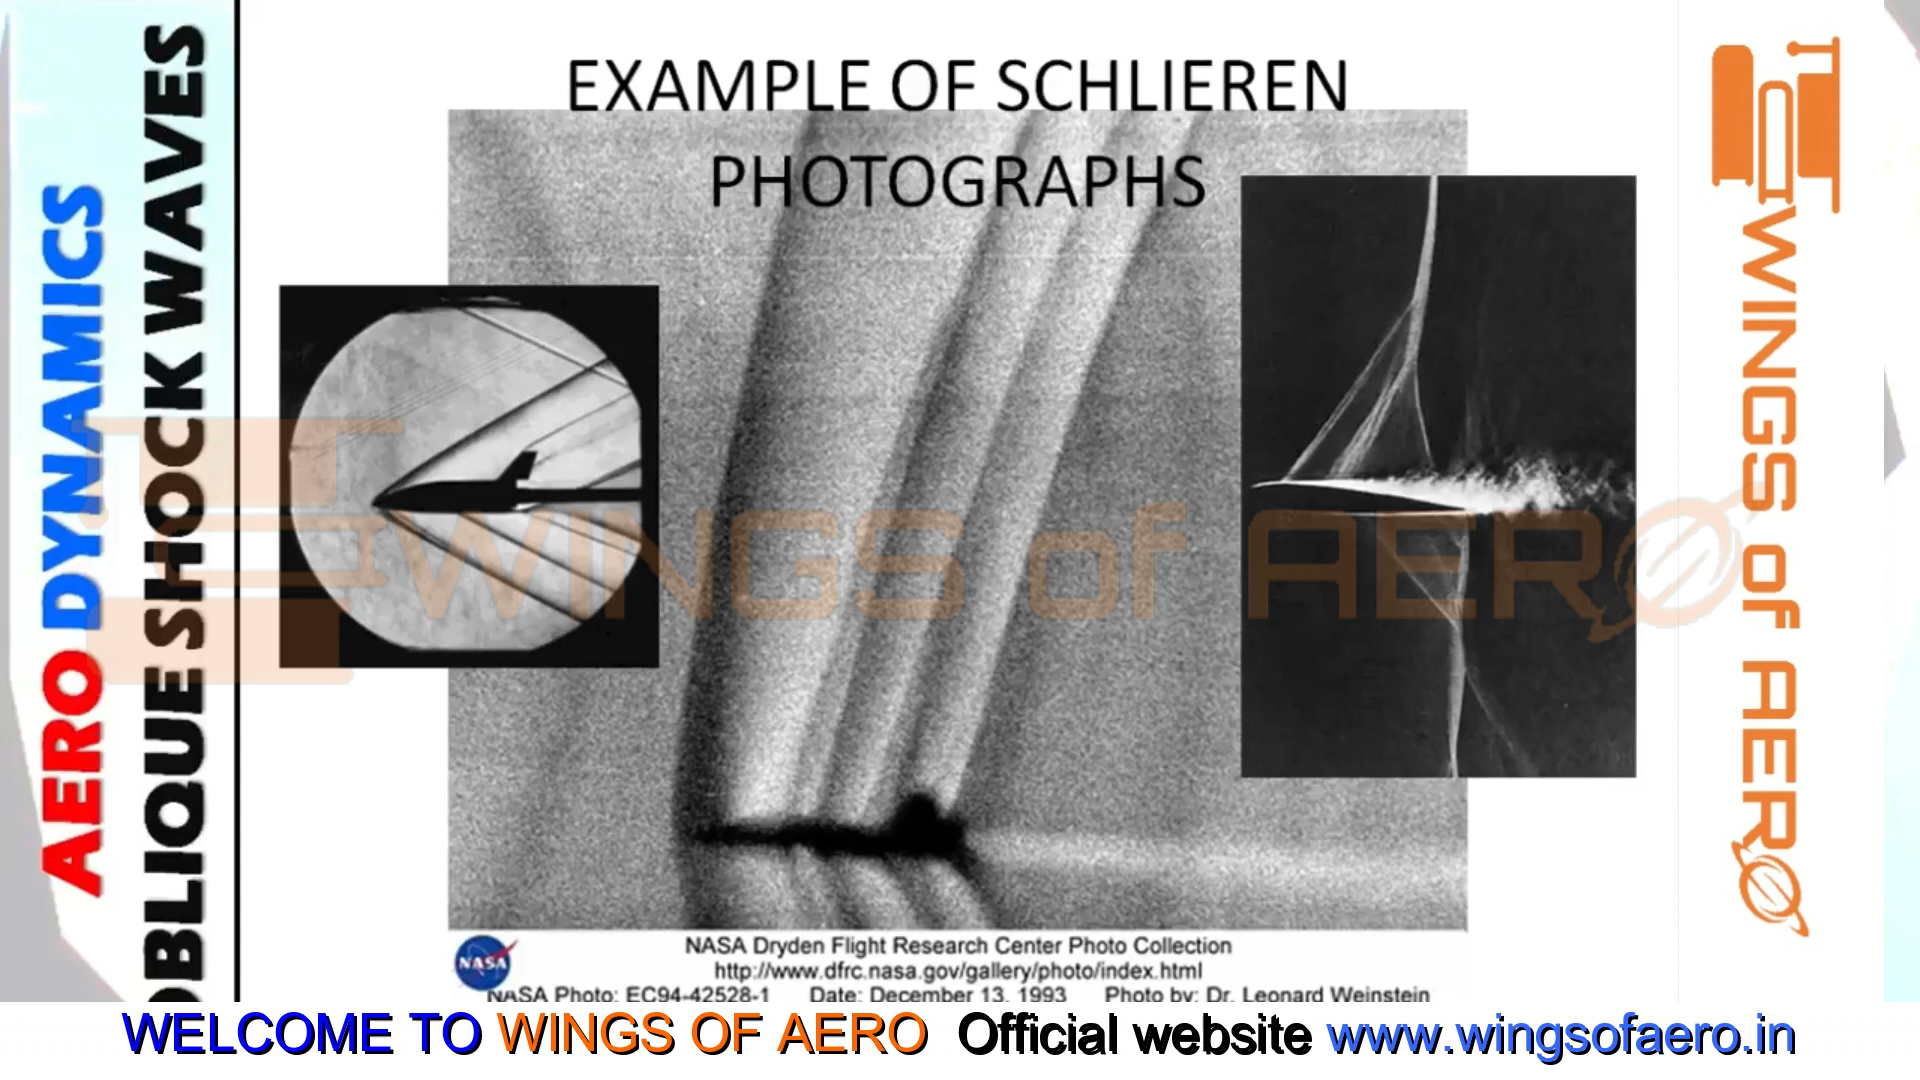 AERO DYNAMICS
OBLIQUE SHOCK WAVES
EXAMPLE OF SCHLIEREN
PHOTOGRAPHS
WINGS of AERO
WINGS of AERO
NASA
NASA Dryden Flight Research Center Photo Collection
http://www.dfrc.nasa.gov/gallery/photo/index.html
NASA Photo: EC94-42528-1 Date: December 13, 1993 Photo by: Dr. Leonard Weinstein
WELCOME TO WINGS OF AERO Official website www.wingsofaero.in